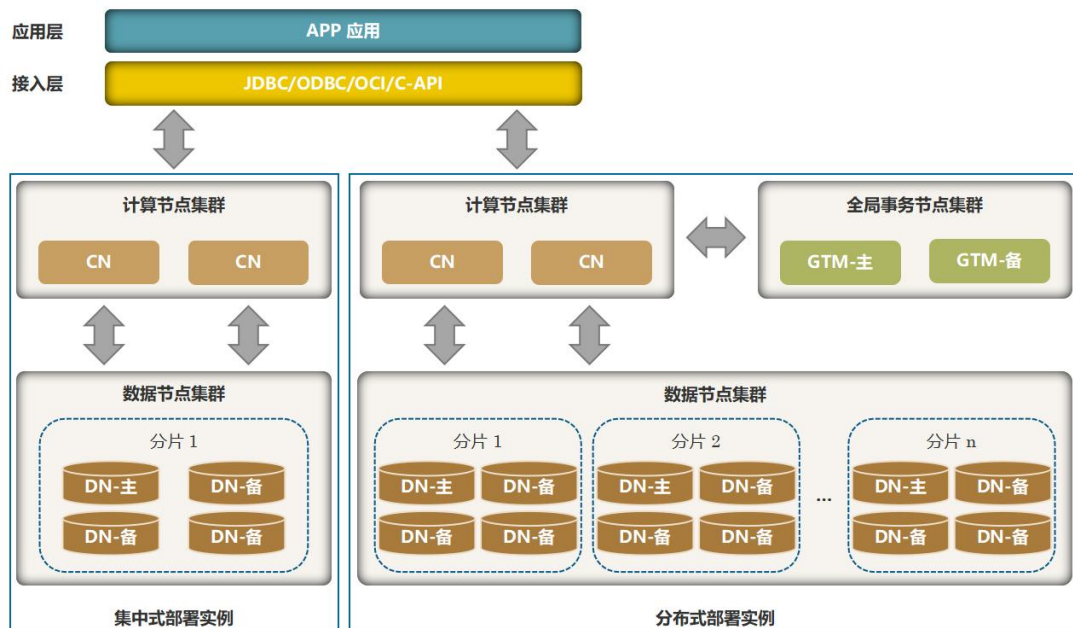 应用层
APP 应用
接入层
JDBC/ODBC/OCI/C-API
计算节点集群
CN CN
数据节点集群
分片 1
DN-主 DN-备
DN-备 DN-备
集中式部署实例
计算节点集群
CN CN
全局事务节点集群
GTM-主 GTM-备
数据节点集群
分片 1
DN-主 DN-备
DN-备 DN-备
分片 2
DN-主 DN-备
DN-备 DN-备
...
分片 n
DN-主 DN-备
DN-备 DN-备
分布式部署实例